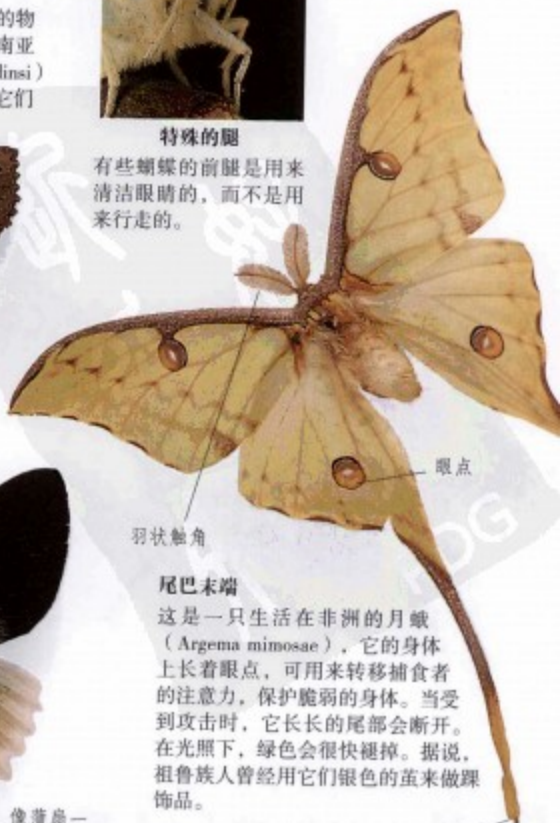 的物
南亚
linsi）
它们
特殊的腿
有些蝴蝶的前腿是用来
清洁眼睛的，而不是用
来行走的。
眼点
羽状触角
PDG
尾巴末端
这是一只生活在非洲的月蛾
（Argema mimosae），它的身体
上长着眼点，可用来转移捕食者
的注意力，保护脆弱的身体。当受
到攻击时，它长长的尾部会断开。
在光照下，绿色会很快褪掉。据说，
祖鲁族人曾经用它们银色的茧来做踝
饰品。
像薄扇一